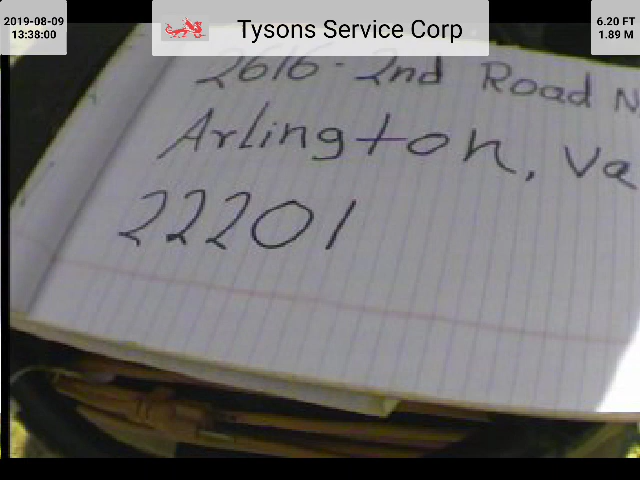 2019-08-09
13:38:00
Tysons Service Corp
6.20 FT
1.89 M
2616 - 2nd Road N
Arlington, Va
22201